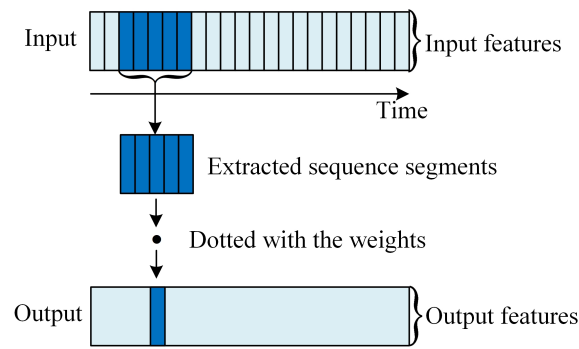 Input
Input features
Time
Extracted sequence segments
Dotted with the weights
Output
Output features